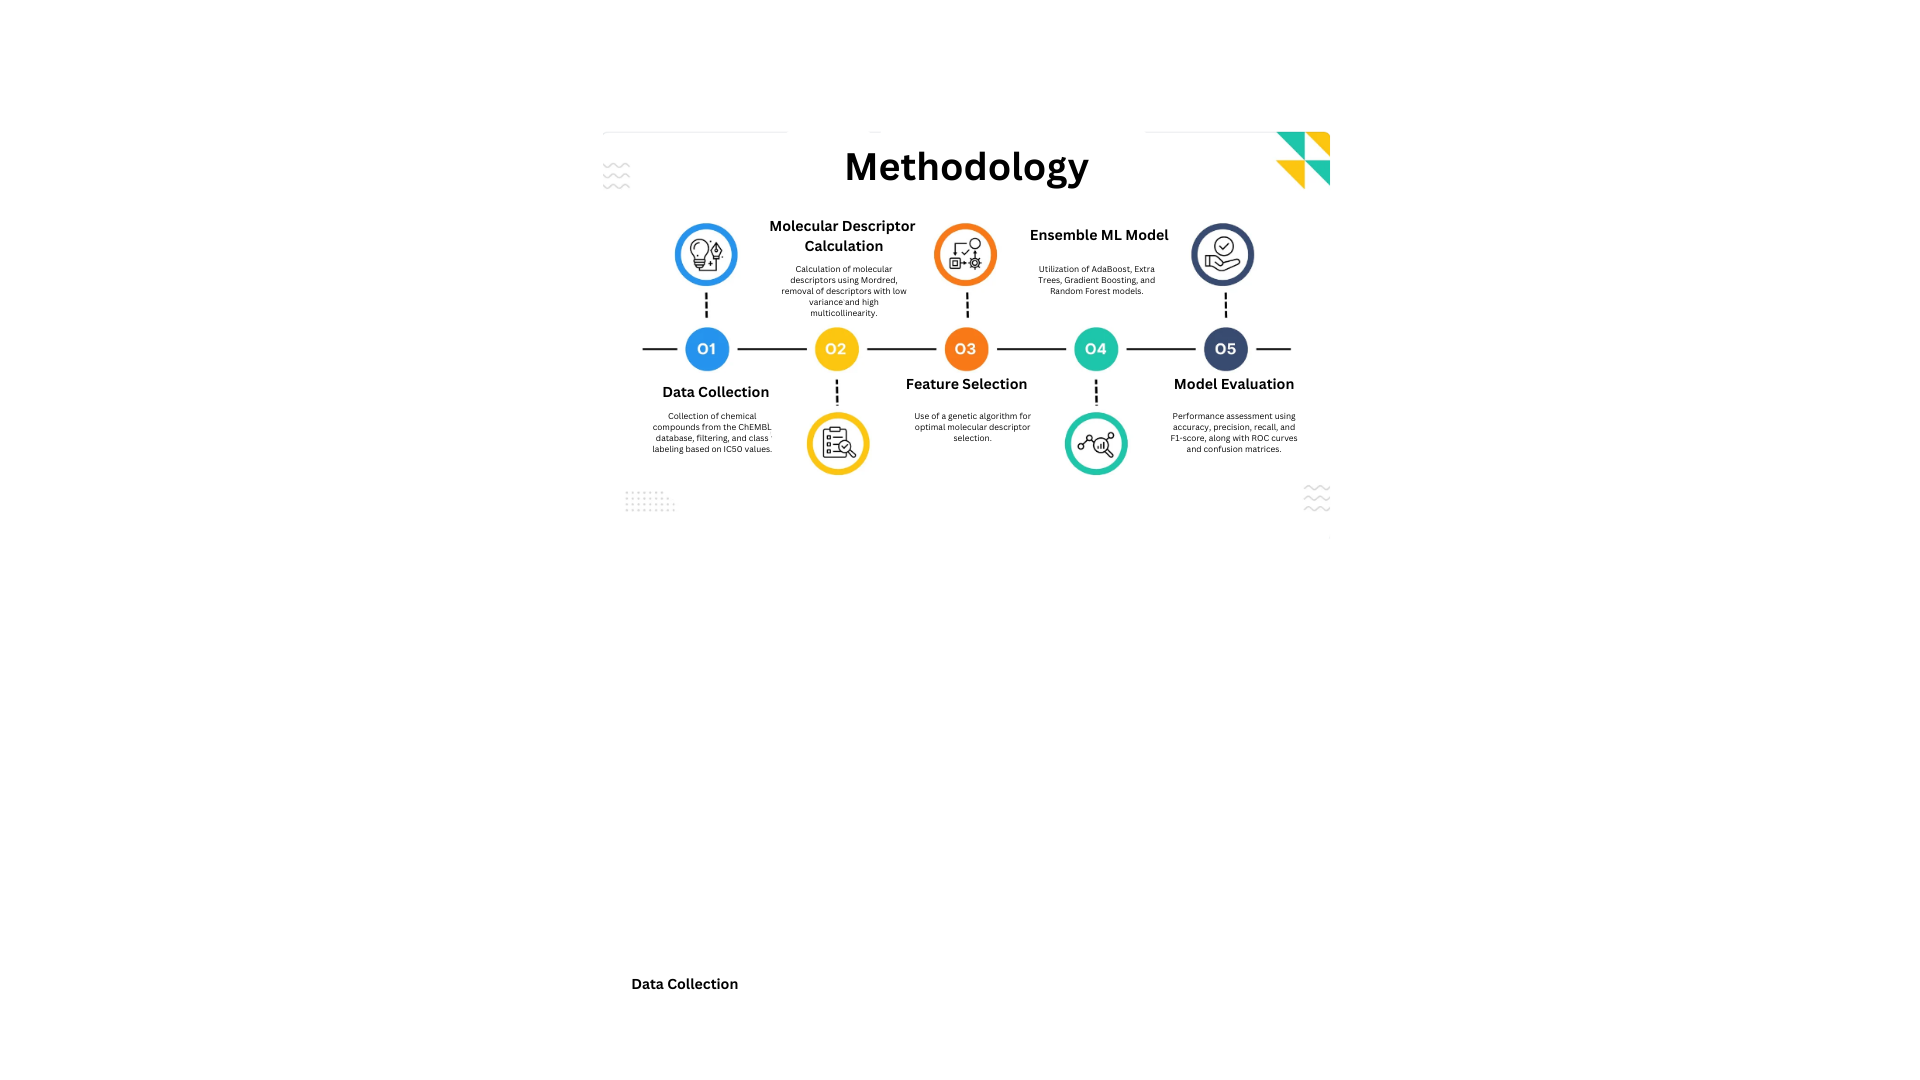 Methodology
Molecular Descriptor
Calculation
Calculation of molecular
descriptors using Mordred,
removal of descriptors with low
variance and high
multicollinearity.
Ensemble ML Model
Utilization of AdaBoost, Extra
Trees, Gradient Boosting, and
Random Forest models.
01
02
03
04
05
Data Collection
Collection of chemical
compounds from the ChEMBL
database, filtering, and class
labeling based on IC50 values.
Feature Selection
Use of a genetic algorithm for
optimal molecular descriptor
selection.
Model Evaluation
Performance assessment using
accuracy, precision, recall, and
F1-score, along with ROC curves
and confusion matrices.
Data Collection